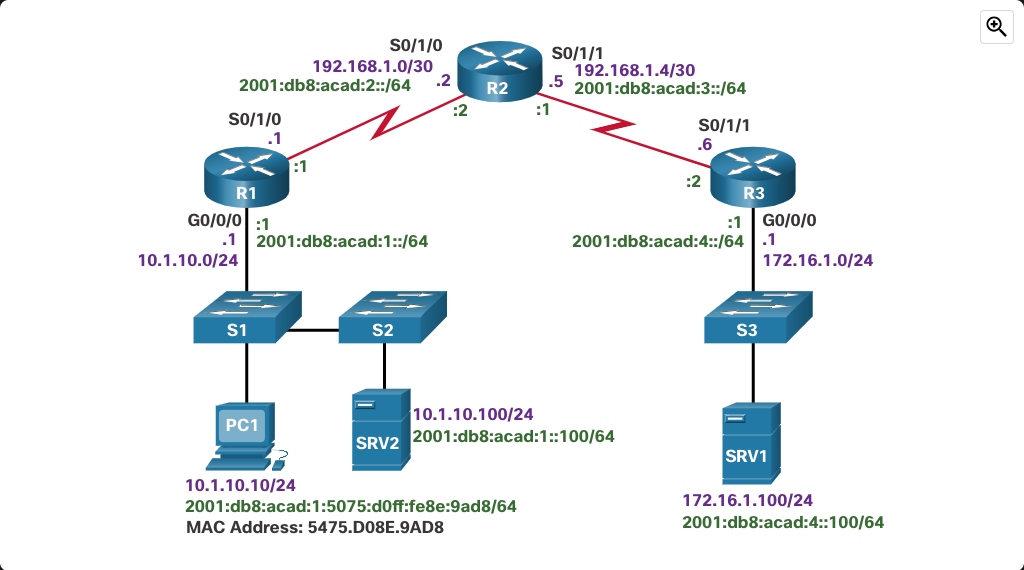 S0/1/0
S0/1/1
192.168.1.0/30
192.168.1.4/30
2001:db8:acad:2::/64
.2
R2
.5
2001:db8:acad:3::/64
:2
:1
S0/1/0
.1
:1
R1
S0/1/1
.6
:2
R3
G0/0/0
:1
.1
2001:db8:acad:1::/64
10.1.10.0/24
:1
G0/0/0
2001:db8:acad:4::/64
.1
172.16.1.0/24
S1
S2
S3
PC1
10.1.10.100/24
2001:db8:acad:1::100/64
SRV2
SRV1
10.1.10.10/24
2001:db8:acad:1:5075:d0ff:fe8e:9ad8/64
MAC Address: 5475.D08E.9AD8
172.16.1.100/24
2001:db8:acad:4::100/64